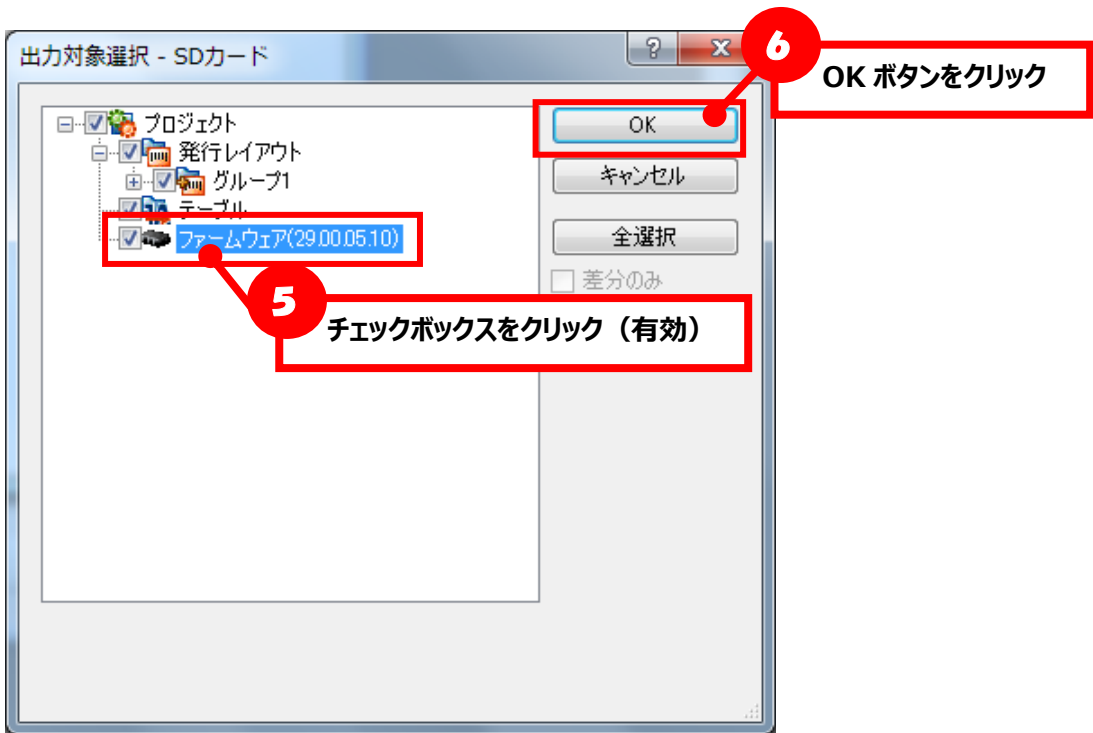 出力対象選択 - SDカード
6
OK ボタンをクリック
プロジェクト
OK
発行レイアウト
グループ1
キャンセル
テーブル
ファームウェア(29.00.05.10)
全選択
差分のみ
5
チェックボックスをクリック（有効）